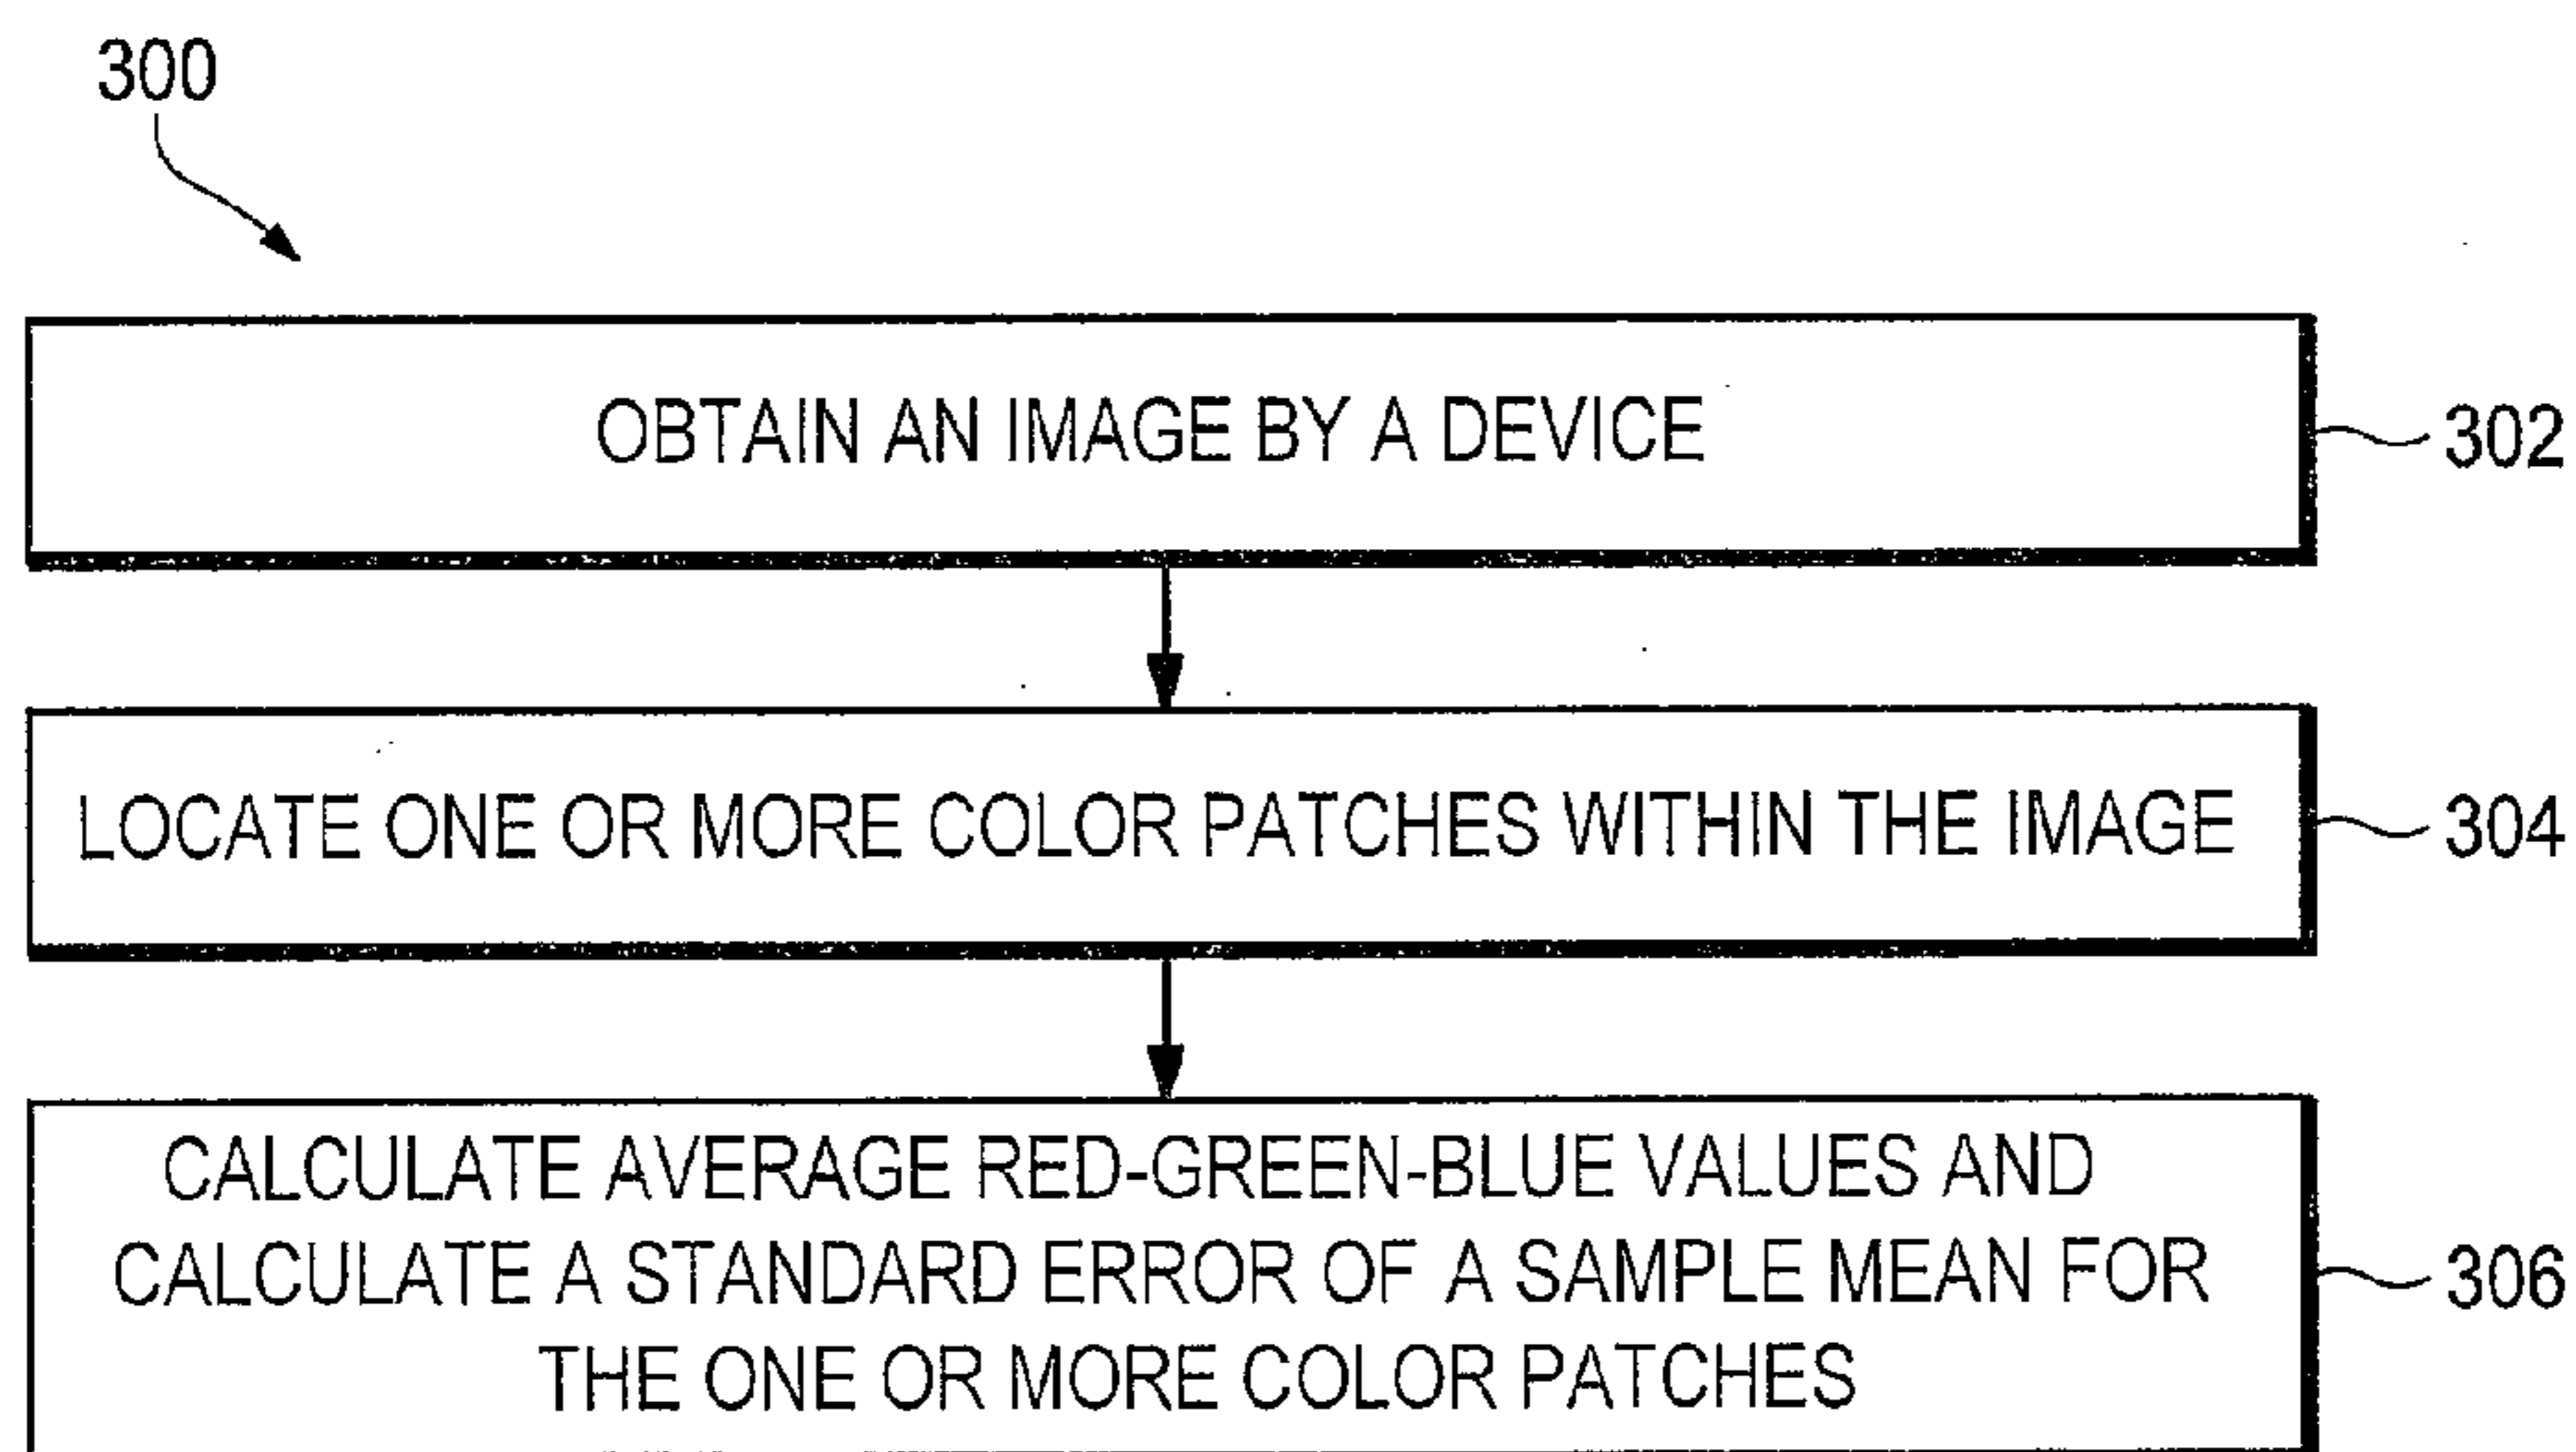 300
OBTAIN AN IMAGE BY A DEVICE
302
LOCATE ONE OR MORE COLOR PATCHES WITHIN THE IMAGE
304
CALCULATE AVERAGE RED-GREEN-BLUE VALUES AND
CALCULATE A STANDARD ERROR OF A SAMPLE MEAN FOR
THE ONE OR MORE COLOR PATCHES
306